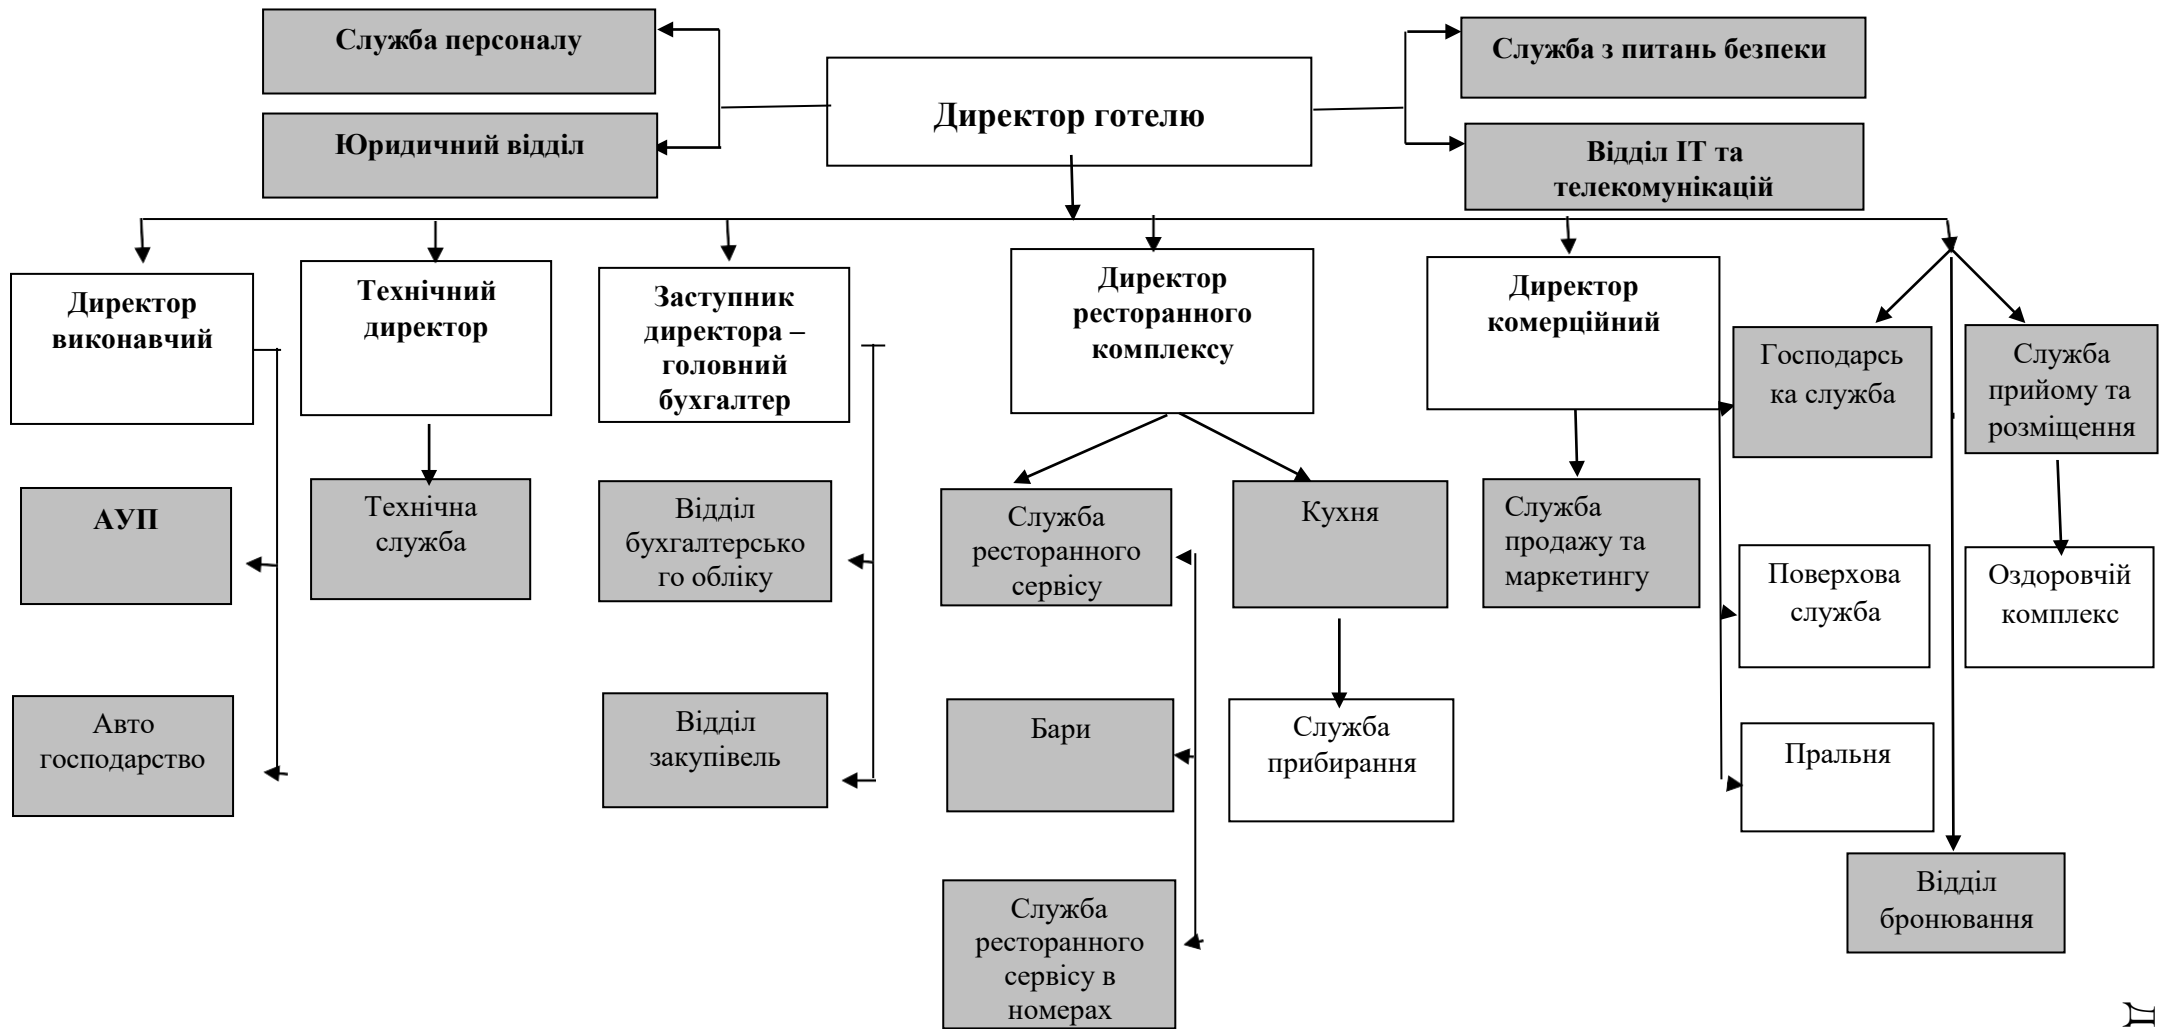 Служба персоналу
Служба з питань безпеки
Директор готелю
Юридичний відділ
Відділ ІТ та
телекомунікацій
Директор
виконавчий
Технічний
директор
Заступник
директора –
головний
бухгалтер
Директор
ресторанного
комплексу
Директор
комерційний
Господарсь
ка служба
Служба
прийому та
розміщення
АУП
Технічна
служба
Відділ
бухгалтерсько
го обліку
Служба
ресторанного
сервісу
Кухня
Служба
продажу та
маркетингу
Поверхова
служба
Оздоровчій
комплекс
Авто
господарство
Відділ
закупівель
Бари
Служба
прибирання
Пральня
Відділ
бронювання
Служба
ресторанного
сервісу в
номерах